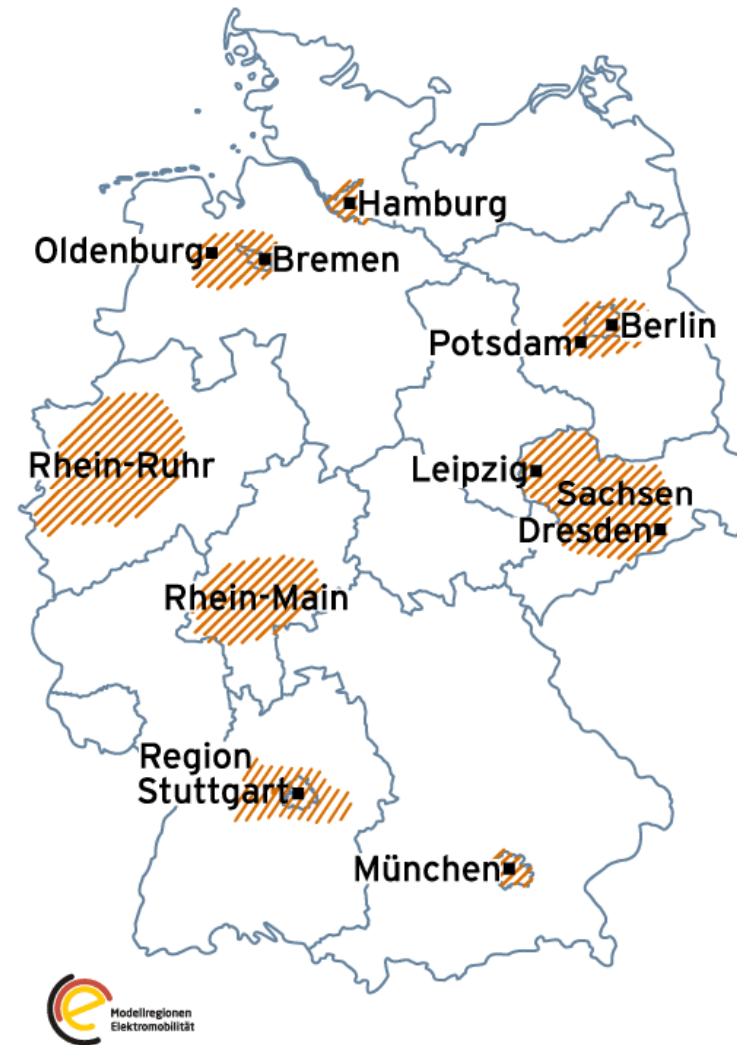 Hamburg
Oldenburg
Bremen
Berlin
Potsdam
Rhein-Ruhr
Leipzig
Sachsen
Dresden
Rhein-Main
Region
Stuttgart
München
e
Modellregionen
Elektromobilität